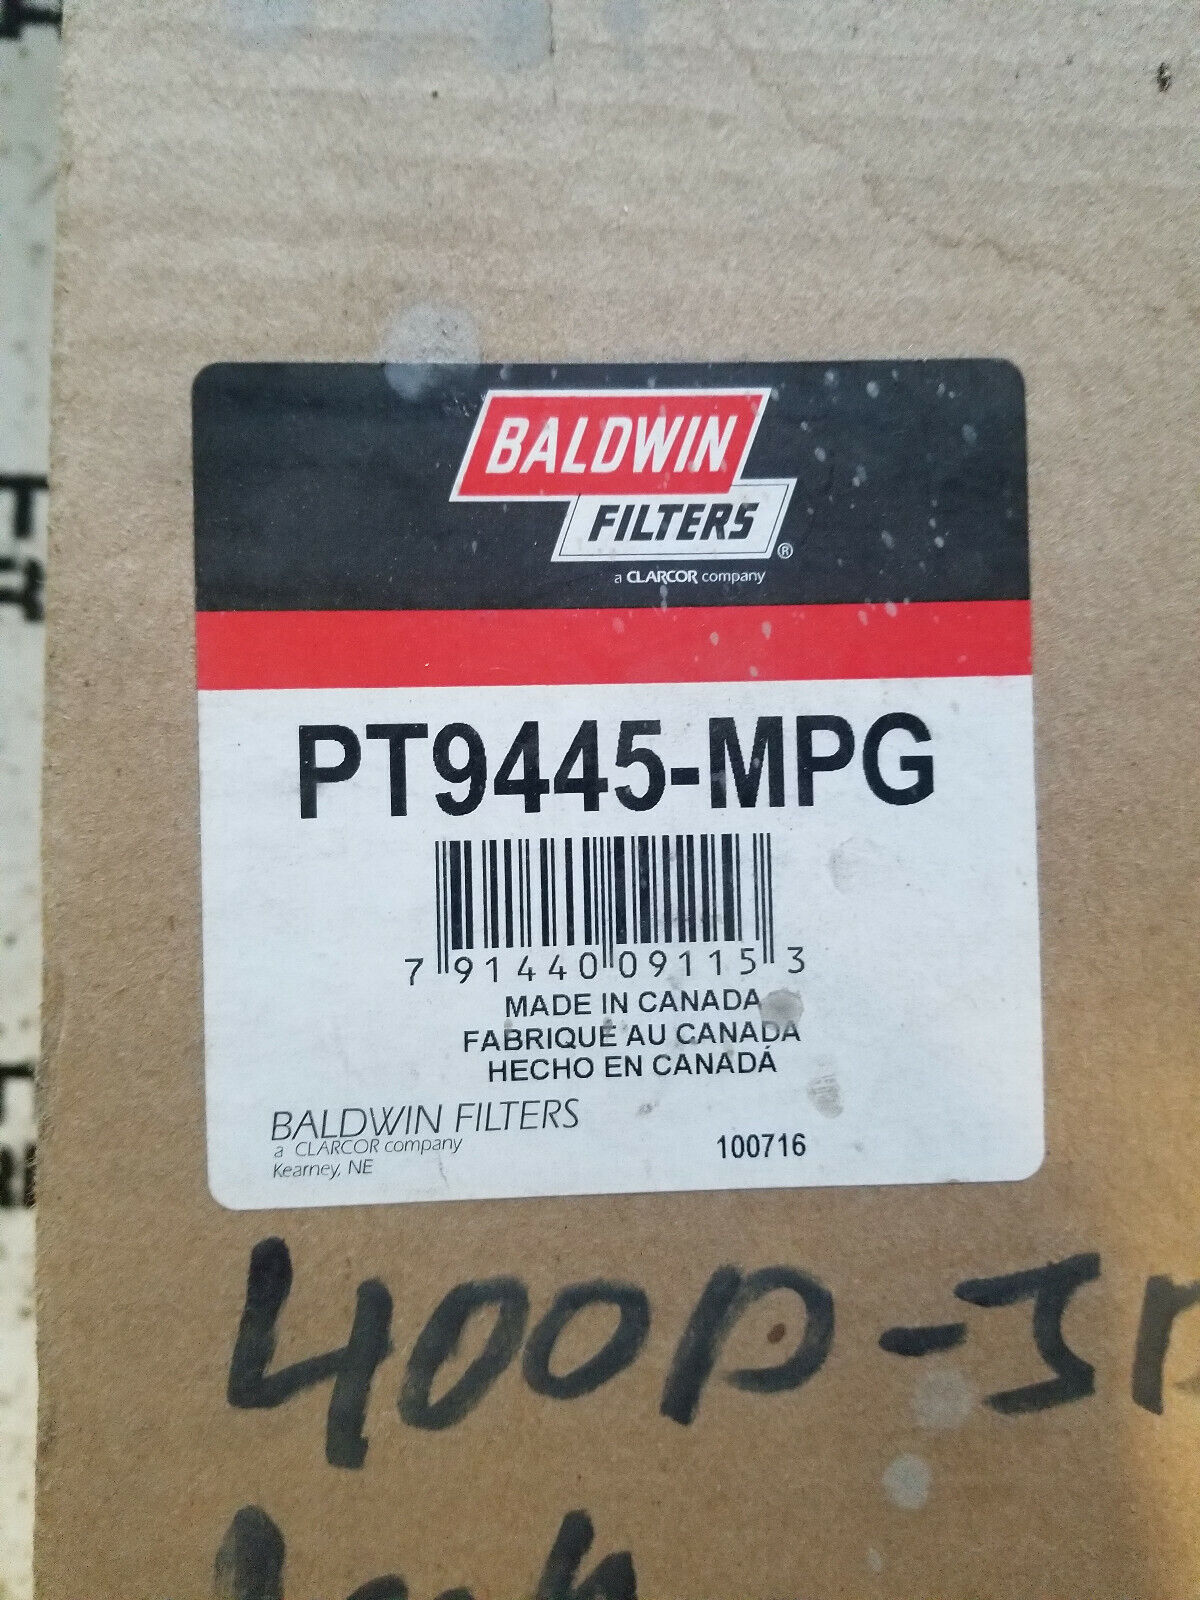 BALDWIN
FILTERS
®
a CLARCOR company
PT9445-MPG
7 91440 09115 3
MADE IN CANADA
FABRIQUÉ AU CANADA
HECHO EN CANADÁ
BALDWIN FILTERS
a CLARCOR company
Kearney, NE
100716